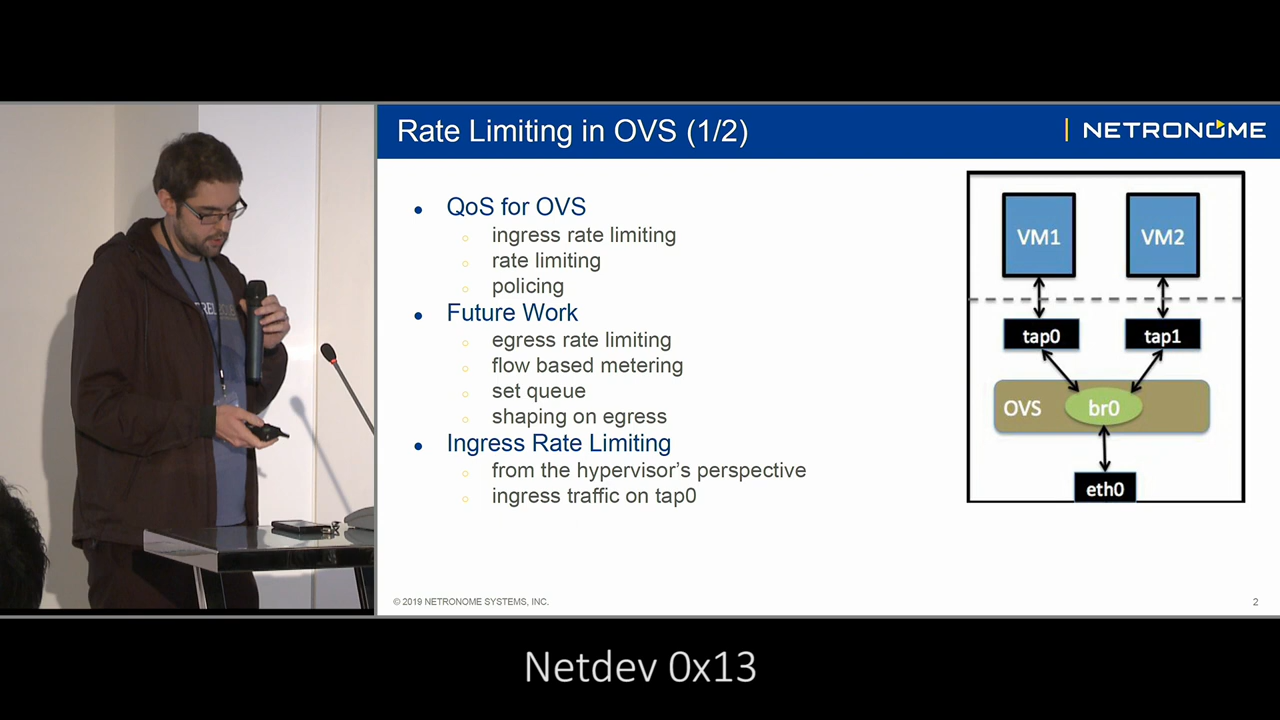 Rate Limiting in OVS (1/2)
NETRONOME
QoS for OVS
ingress rate limiting
rate limiting
policing
Future Work
egress rate limiting
flow based metering
set queue
shaping on egress
Ingress Rate Limiting
from the hypervisor's perspective
ingress traffic on tap0
VM1
VM2
tap0
tap1
OVS
br0
eth0
© 2019 NETRONOME SYSTEMS, INC.
2
Netdev 0x13